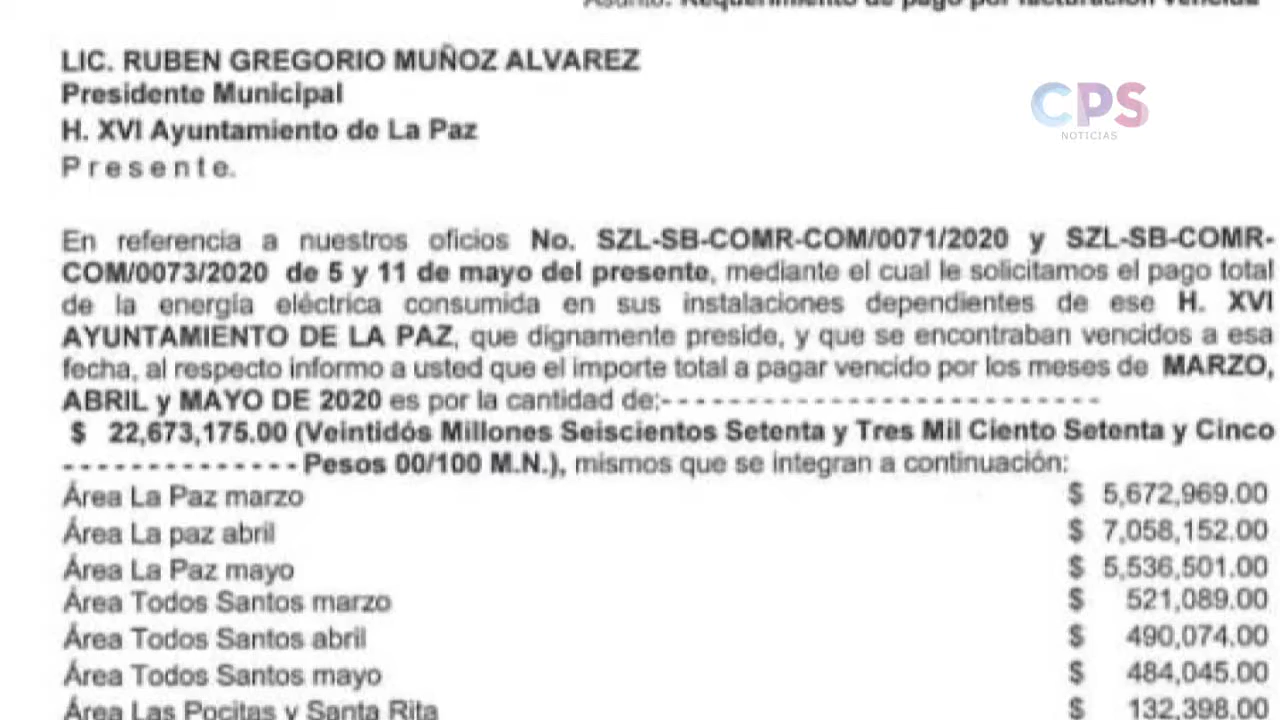 Asunto: Requerimiento de pago por facturación vencida
LIC. RUBEN GREGORIO MUÑOZ ALVAREZ
Presidente Municipal
H. XVI Ayuntamiento de La Paz
P r e s e n t e.
CPS
NOTICIAS
En referencia a nuestros oficios No. SZL-SB-COMR-COM/0071/2020 y SZL-SB-COMR-
COM/0073/2020 de 5 y 11 de mayo del presente, mediante el cual le solicitamos el pago total
de la energía eléctrica consumida en sus instalaciones dependientes de ese H. XVI
AYUNTAMIENTO DE LA PAZ, que dignamente preside, y que se encontraban vencidos a esa
fecha, al respecto informo a usted que el importe total a pagar vencido por los meses de MARZO,
ABRIL y MAYO DE 2020 es por la cantidad de:- - - - - - - - - - - - - - - - - - - - - - - - - - -
$ 22,673,175.00 (Veintidós Millones Seiscientos Setenta y Tres Mil Ciento Setenta y Cinco
- - - - - - - - - - - - - - Pesos 00/100 M.N.), mismos que se integran a continuación:
Área La Paz marzo $ 5,672,969.00
Área La paz abril $ 7,058,152.00
Área La Paz mayo $ 5,536,501.00
Área Todos Santos marzo $ 521,089.00
Área Todos Santos abril $ 490,074.00
Área Todos Santos mayo $ 484,045.00
Área Las Pocitas y Santa Rita $ 132,398.00